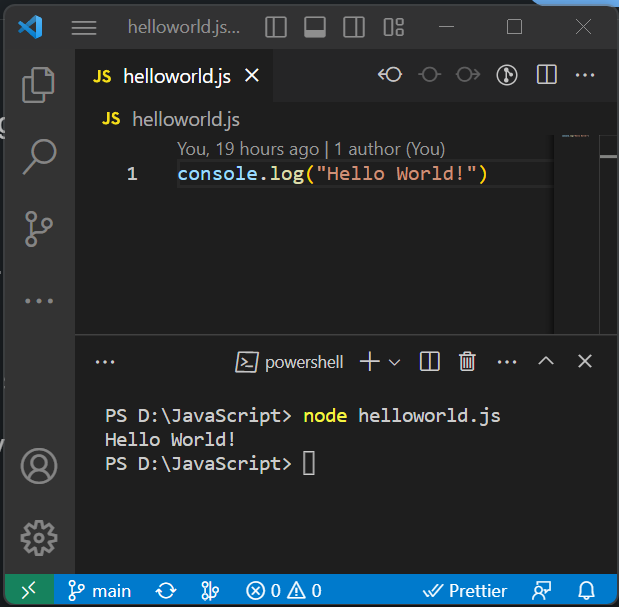 helloworld.js...
JS helloworld.js
JS helloworld.js
You, 19 hours ago | 1 author (You)
1 console.log("Hello World!")
powershell
PS D:\JavaScript> node helloworld.js
Hello World!
PS D:\JavaScript>
main 0 0 Prettier